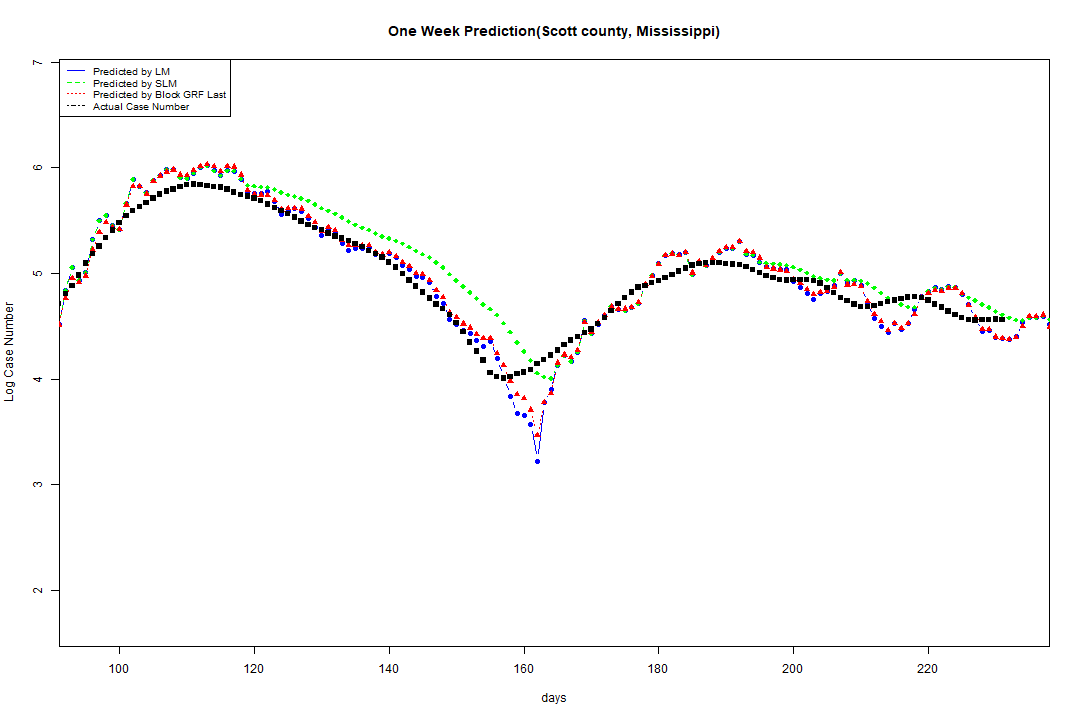 One Week Prediction(Scott county, Mississippi)
Predicted by LM
Predicted by SLM
Predicted by Block GRF Last
Actual Case Number
7
6
5
4
3
2
Log Case Number
100 120 140 160 180 200 220
days